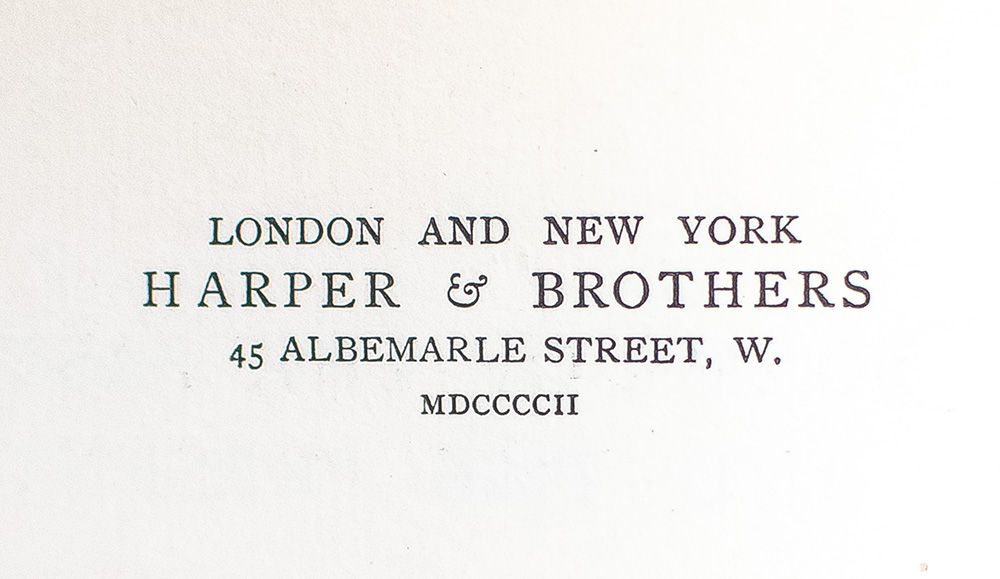 LONDON AND NEW YORK
HARPER & BROTHERS
45 ALBEMARLE STREET, W.
MDCCCCII